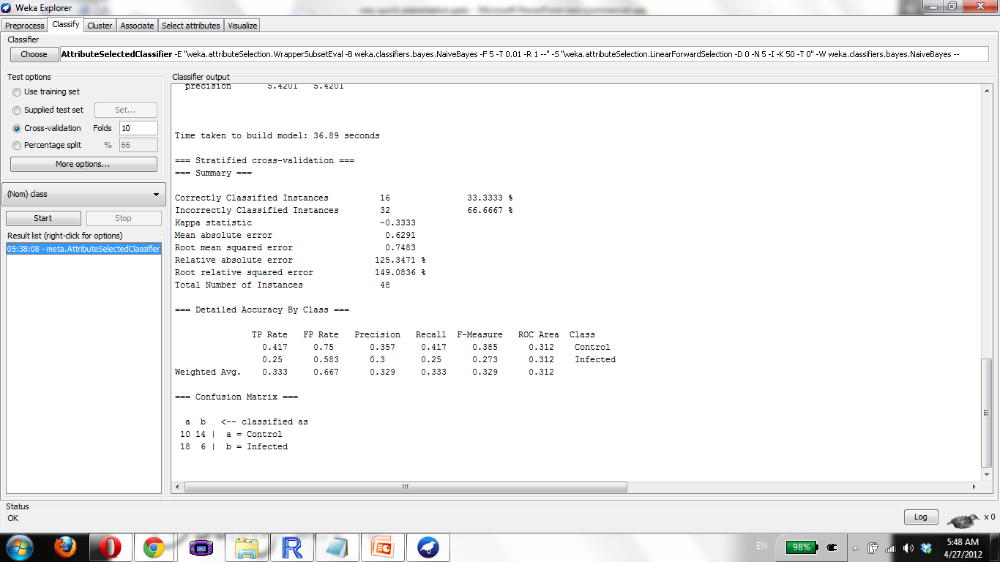 Weka Explorer
Preprocess Classify Cluster Associate Select attributes Visualize
Classifier
Choose AttributeSelectedClassifier -E "weka.attributeSelection.WrapperSubsetEval -B weka.classifiers.bayes.NaiveBayes -F 5 -T 0.01 -R 1 --" -S "weka.attributeSelection.LinearForwardSelection -D 0 -N 5 -I -K 50 -T 0" -W weka.classifiers.bayes.NaiveBayes --
Test options
Use training set
Supplied test set Set...
Cross-validation Folds 10
Percentage split % 66
More options...
(Nom) class
Start Stop
Result list (right-click for options)
05:38:08 - meta.AttributeSelectedClassifier
Classifier output
precision 5.4201 5.4201
Time taken to build model: 36.89 seconds
=== Stratified cross-validation ===
=== Summary ===
Correctly Classified Instances 16 33.3333 %
Incorrectly Classified Instances 32 66.6667 %
Kappa statistic -0.3333
Mean absolute error 0.6291
Root mean squared error 0.7483
Relative absolute error 125.3471 %
Root relative squared error 149.0836 %
Total Number of Instances 48
=== Detailed Accuracy By Class ===
TP Rate FP Rate Precision Recall F-Measure ROC Area Class
0.417 0.75 0.357 0.417 0.385 0.312 Control
0.25 0.583 0.3 0.25 0.273 0.312 Infected
Weighted Avg. 0.333 0.667 0.329 0.333 0.329 0.312
=== Confusion Matrix ===
a b <-- classified as
10 14 | a = Control
18 6 | b = Infected
Status
OK
Log
x 0
EN
98%
5:48 AM
4/27/2012